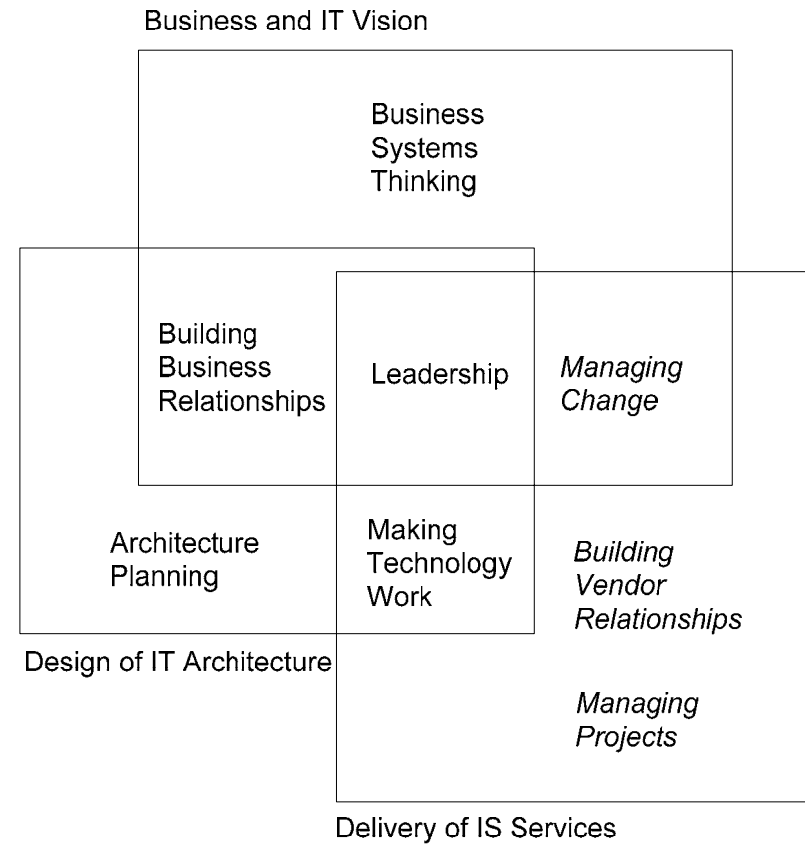 Business and IT Vision
Business
Systems
Thinking
Building
Business
Relationships
Leadership
Managing
Change
Architecture
Planning
Making
Technology
Work
Building
Vendor
Relationships
Design of IT Architecture
Managing
Projects
Delivery of IS Services